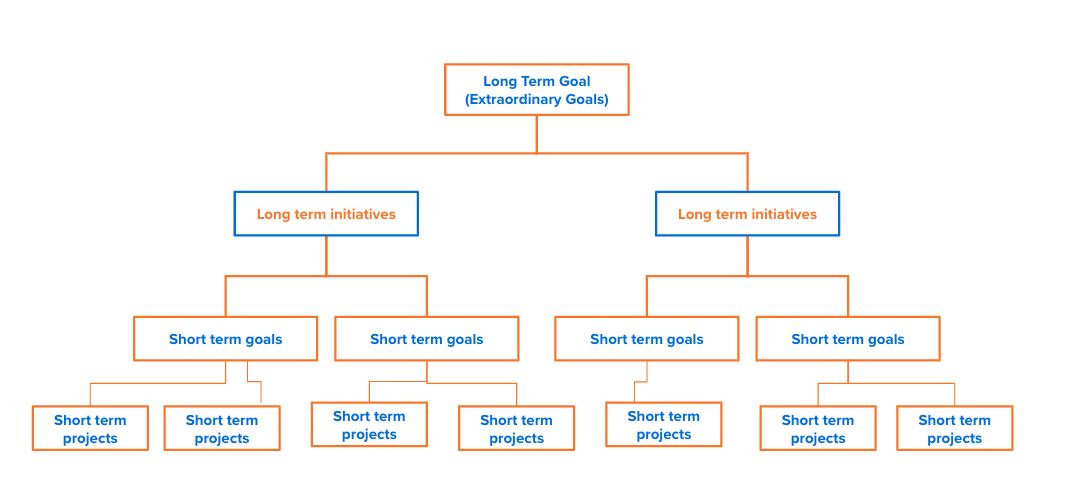 Long Term Goal
(Extraordinary Goals)
Long term initiatives
Long term initiatives
Short term goals
Short term goals
Short term goals
Short term goals
Short term
projects
Short term
projects
Short term
projects
Short term
projects
Short term
projects
Short term
projects
Short term
projects